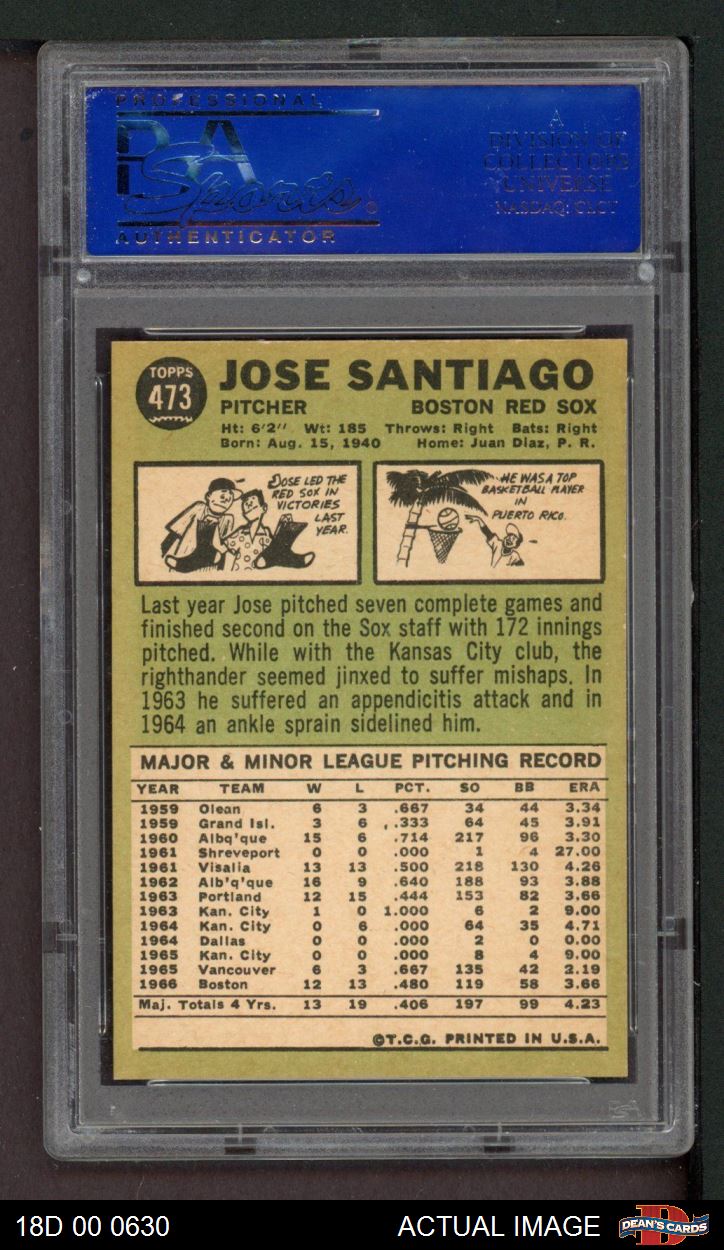 PROFESSIONAL
PSA
Sports®
AUTHENTICATOR
A
DIVISION OF
COLLECTORS
UNIVERSE
NASDAQ: CLCT
TOPPS
473
JOSE SANTIAGO
PITCHER BOSTON RED SOX
Ht: 6'2" Wt: 185 Throws: Right Bats: Right
Born: Aug. 15, 1940 Home: Juan Diaz, P. R.
JOSE LED THE
RED SOX IN
VICTORIES
LAST
YEAR.
HE WAS A TOP
BASKETBALL PLAYER
IN
PUERTO RICO.
Last year Jose pitched seven complete games and
finished second on the Sox staff with 172 innings
pitched. While with the Kansas City club, the
righthander seemed jinxed to suffer mishaps. In
1963 he suffered an appendicitis attack and in
1964 an ankle sprain sidelined him.
MAJOR & MINOR LEAGUE PITCHING RECORD
YEAR TEAM W L PCT. SO BB ERA
1959 Olean 6 3 .667 34 44 3.34
1959 Grand Isl. 3 6 .333 64 45 3.91
1960 Albq'que 15 6 .714 217 96 3.30
1961 Shreveport 0 0 .000 1 4 27.00
1961 Visalia 13 13 .500 218 130 4.26
1962 Alb'q'que 16 9 .640 188 93 3.88
1963 Portland 12 15 .444 153 82 3.66
1963 Kan. City 1 0 1.000 6 2 9.00
1964 Kan. City 0 6 .000 64 35 4.71
1964 Dallas 0 0 .000 2 0 0.00
1965 Kan. City 0 0 .000 8 4 9.00
1965 Vancouver 6 3 .667 135 42 2.19
1966 Boston 12 13 .480 119 58 3.66
Maj. Totals 4 Yrs. 13 19 .406 197 99 4.23
©T.C.G. PRINTED IN U.S.A.
PSA
18D 00 0630 ACTUAL IMAGE DEAN'S CARDS